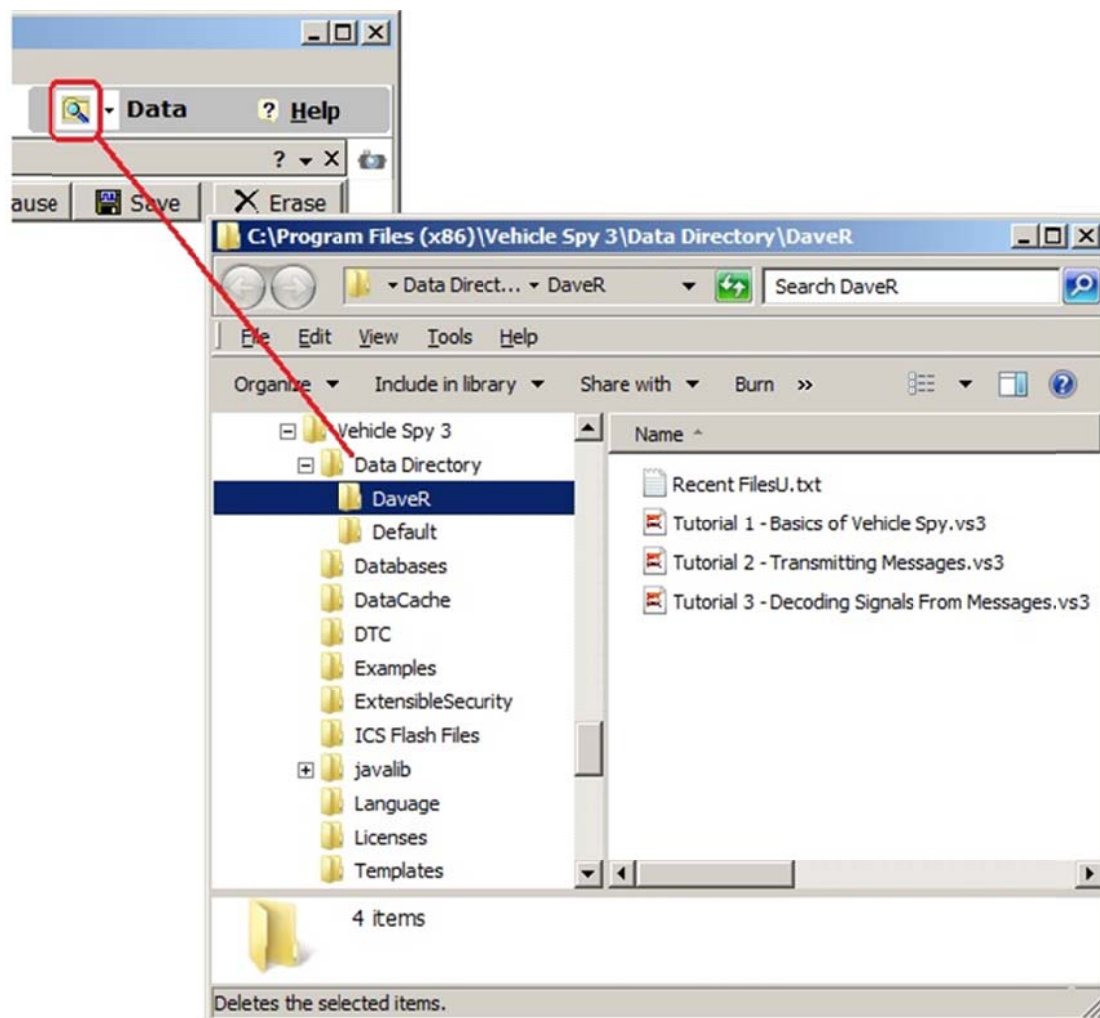 Data ? Help
? X
ause Save Erase
C:\Program Files (x86)\Vehicle Spy 3\Data Directory\DaveR
Data Direct... DaveR Search DaveR
File Edit View Tools Help
Organize Include in library Share with Burn »
Vehicle Spy 3
Data Directory
DaveR
Default
Databases
DataCache
DTC
Examples
ExtensibleSecurity
ICS Flash Files
javalib
Language
Licenses
Templates
Name
Recent FilesU.txt
Tutorial 1 - Basics of Vehicle Spy.vs3
Tutorial 2 - Transmitting Messages.vs3
Tutorial 3 - Decoding Signals From Messages.vs3
4 items
Deletes the selected items.